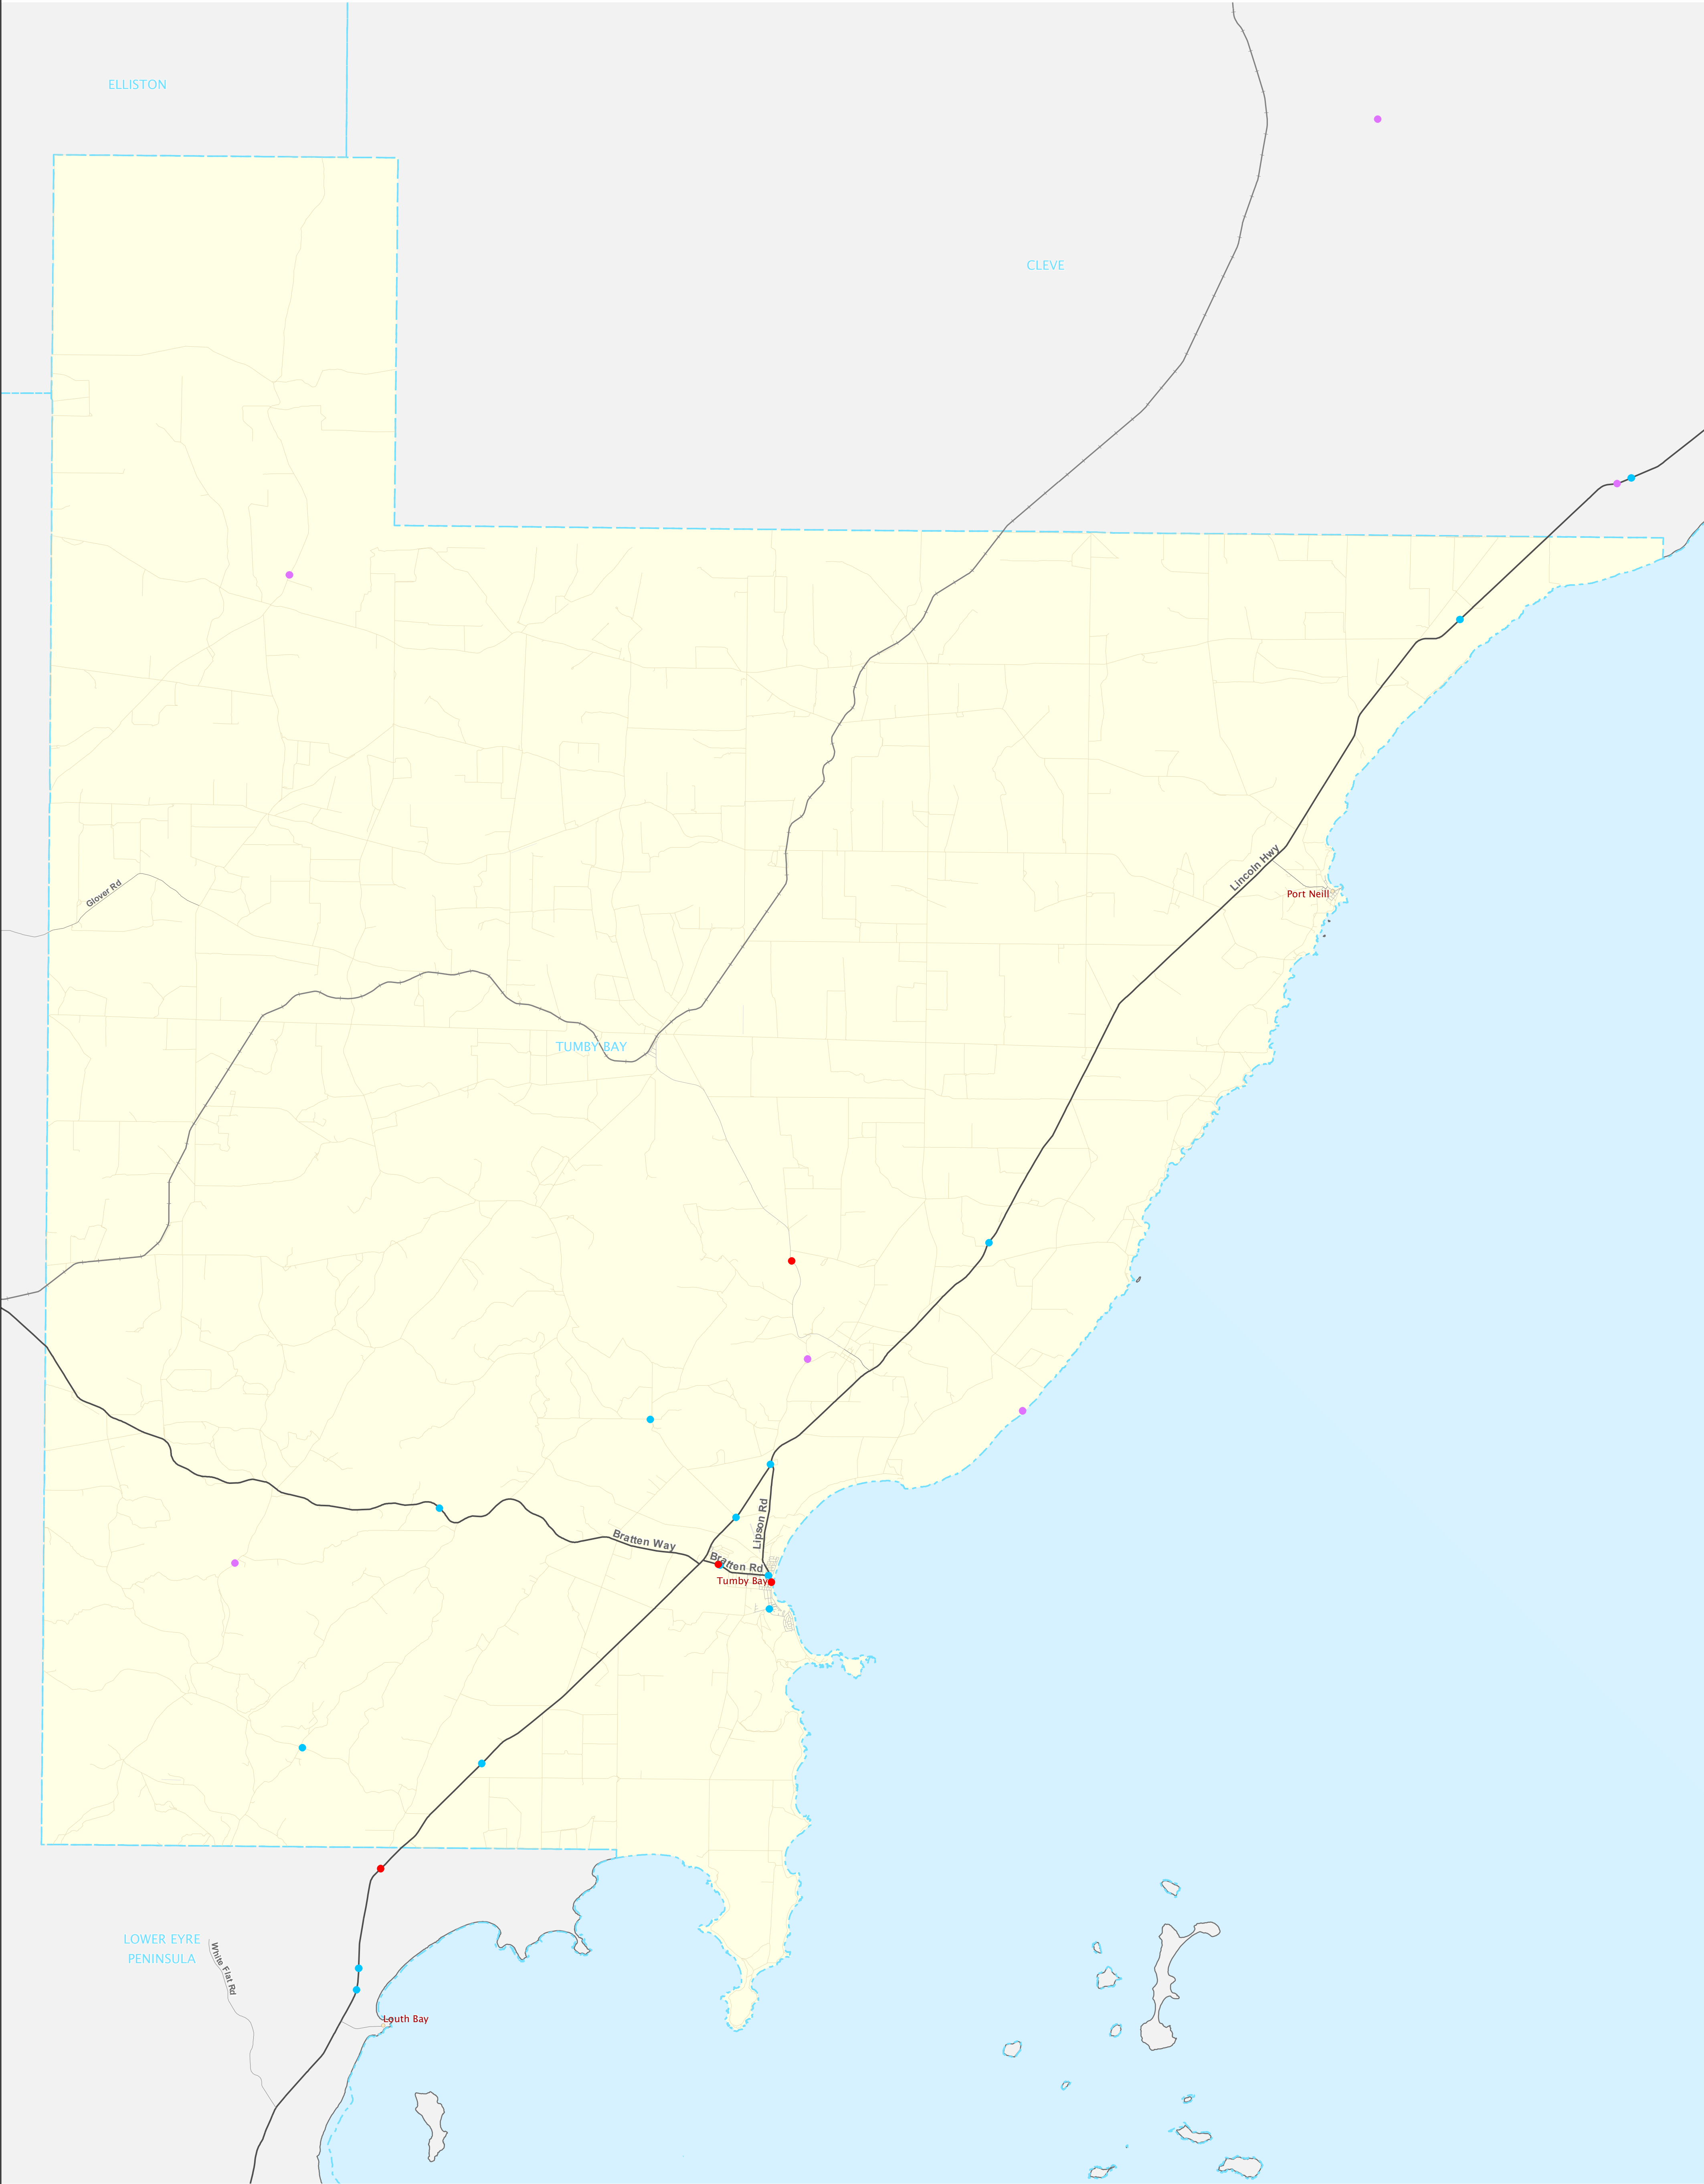 ELLISTON
CLEVE
Lincoln Hwy
Glover Rd
Port Neill
TUMBY BAY
Lipson Rd
Bratten Way
Bratten Rd
Tumby Bay
LOWER EYRE
PENINSULA
White Flat Rd
Louth Bay